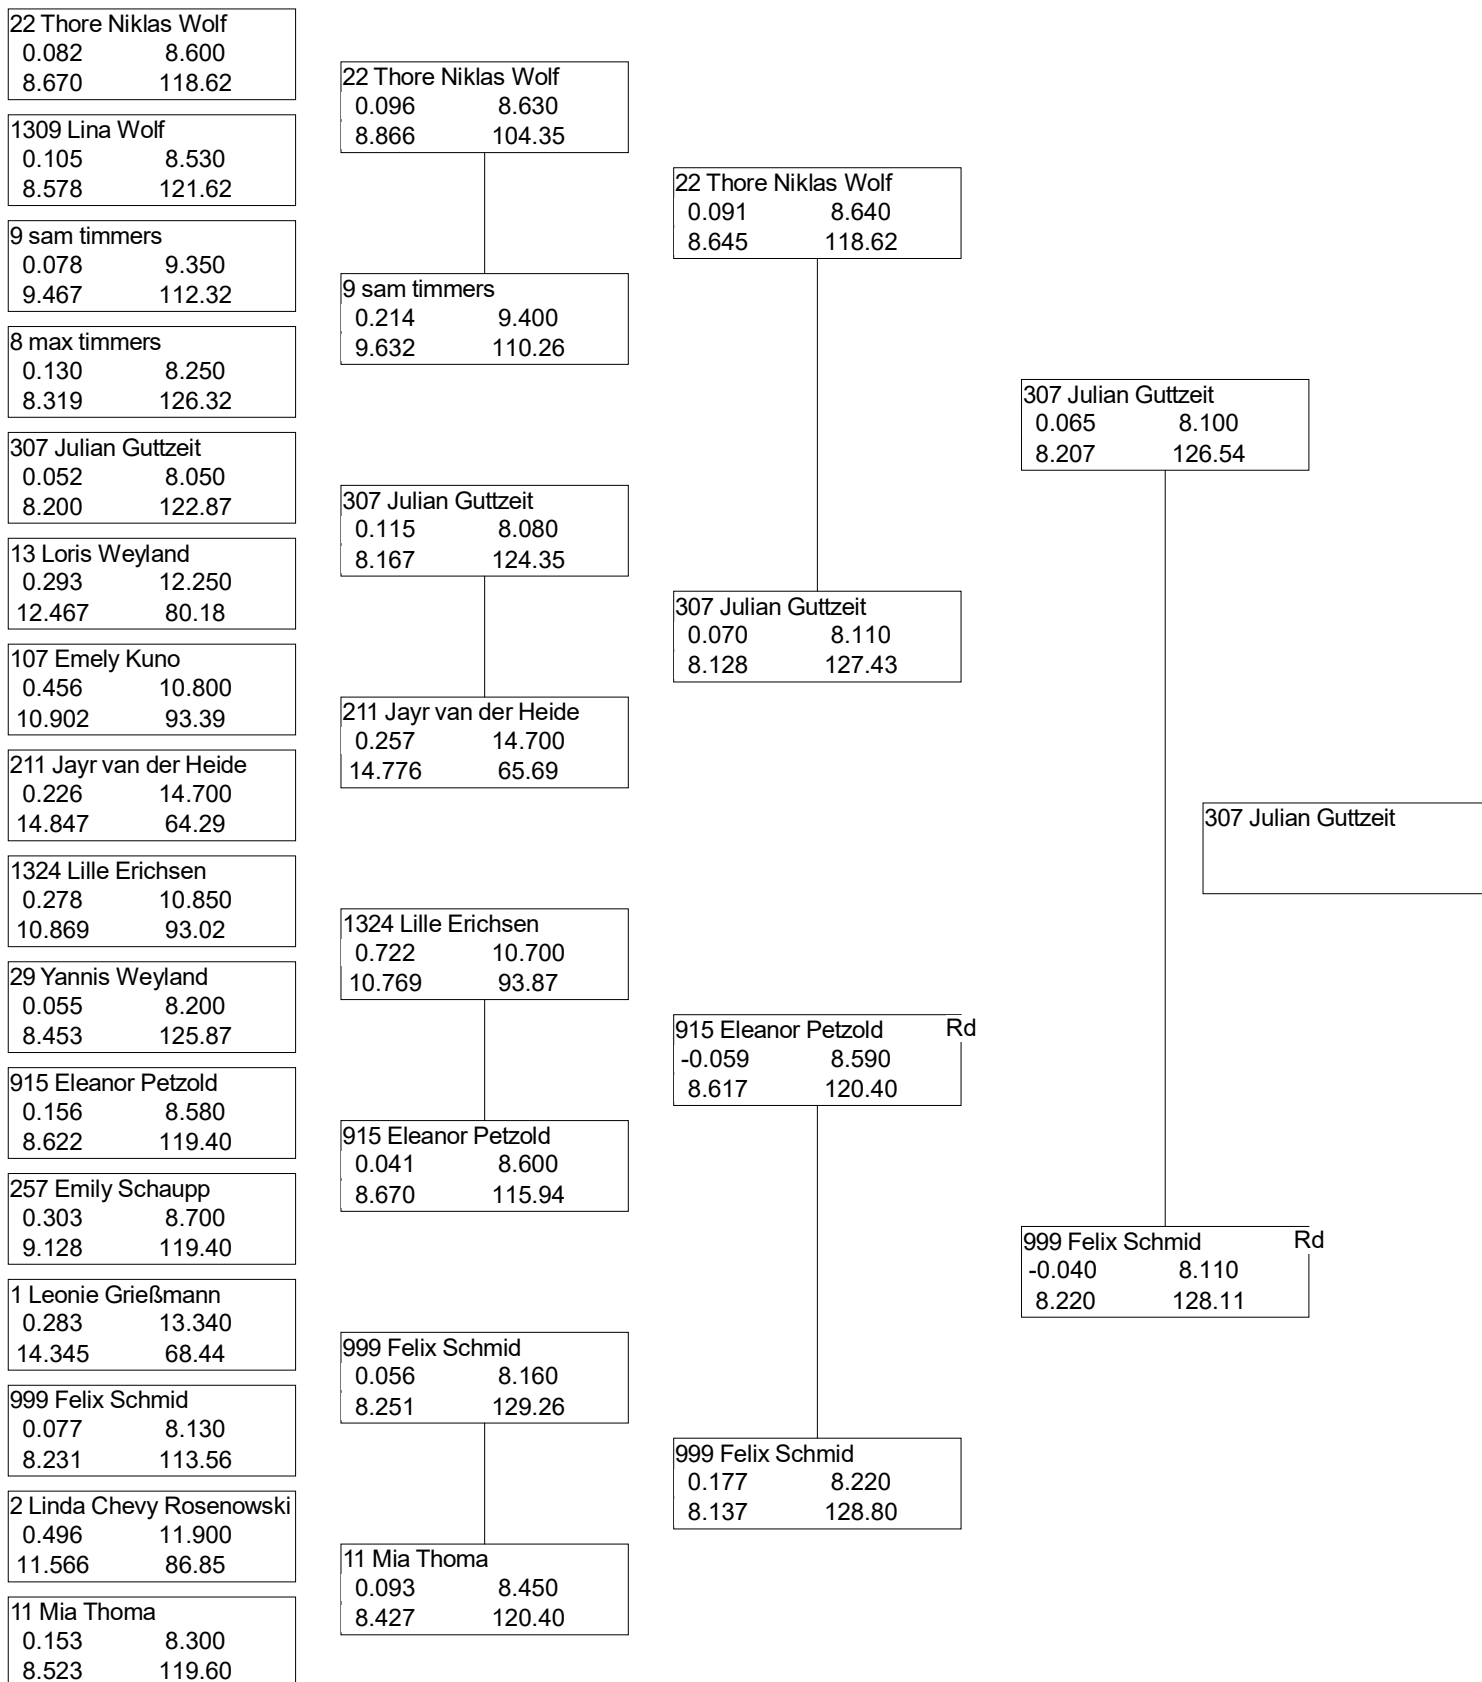 22 Thore Niklas Wolf
0.082 8.600
8.670 118.62
1309 Lina Wolf
0.105 8.530
8.578 121.62
9 sam timmers
0.078 9.350
9.467 112.32
8 max timmers
0.130 8.250
8.319 126.32
307 Julian Guttzeit
0.052 8.050
8.200 122.87
13 Loris Weyland
0.293 12.250
12.467 80.18
107 Emely Kuno
0.456 10.800
10.902 93.39
211 Jayr van der Heide
0.226 14.700
14.847 64.29
1324 Lille Erichsen
0.278 10.850
10.869 93.02
29 Yannis Weyland
0.055 8.200
8.453 125.87
915 Eleanor Petzold
0.156 8.580
8.622 119.40
257 Emily Schaupp
0.303 8.700
9.128 119.40
1 Leonie Grießmann
0.283 13.340
14.345 68.44
999 Felix Schmid
0.077 8.130
8.231 113.56
2 Linda Chevy Rosenowski
0.496 11.900
11.566 86.85
11 Mia Thoma
0.153 8.300
8.523 119.60
22 Thore Niklas Wolf
0.096 8.630
8.866 104.35
9 sam timmers
0.214 9.400
9.632 110.26
307 Julian Guttzeit
0.115 8.080
8.167 124.35
211 Jayr van der Heide
0.257 14.700
14.776 65.69
1324 Lille Erichsen
0.722 10.700
10.769 93.87
915 Eleanor Petzold
0.041 8.600
8.670 115.94
999 Felix Schmid
0.056 8.160
8.251 129.26
11 Mia Thoma
0.093 8.450
8.427 120.40
22 Thore Niklas Wolf
0.091 8.640
8.645 118.62
307 Julian Guttzeit
0.070 8.110
8.128 127.43
915 Eleanor Petzold Rd
-0.059 8.590
8.617 120.40
999 Felix Schmid
0.177 8.220
8.137 128.80
307 Julian Guttzeit
0.065 8.100
8.207 126.54
999 Felix Schmid Rd
-0.040 8.110
8.220 128.11
307 Julian Guttzeit